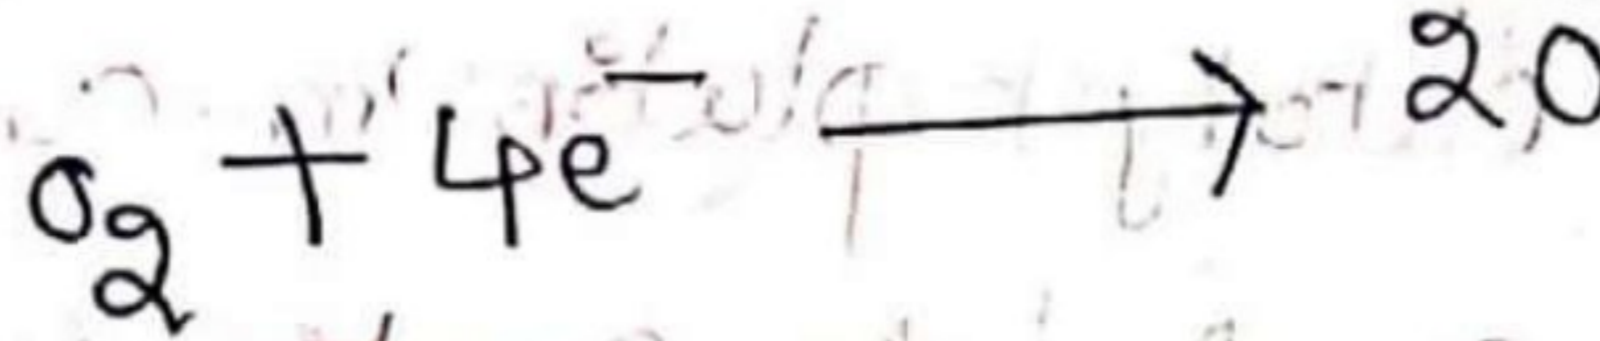 O₂ + 4e⁻ → 2O